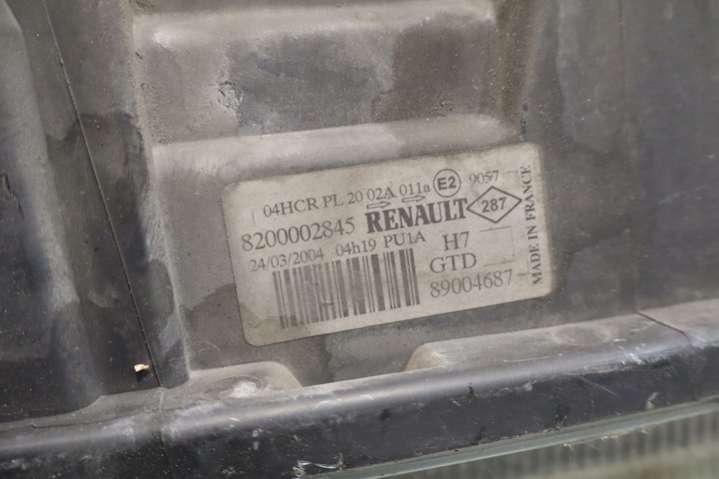 04HCR PL 20 02A 011a E2 9057
8200002845 RENAULT 287
24/03/2004 04h19 PU1A H7
GTD
89004687
MADE IN FRANCE